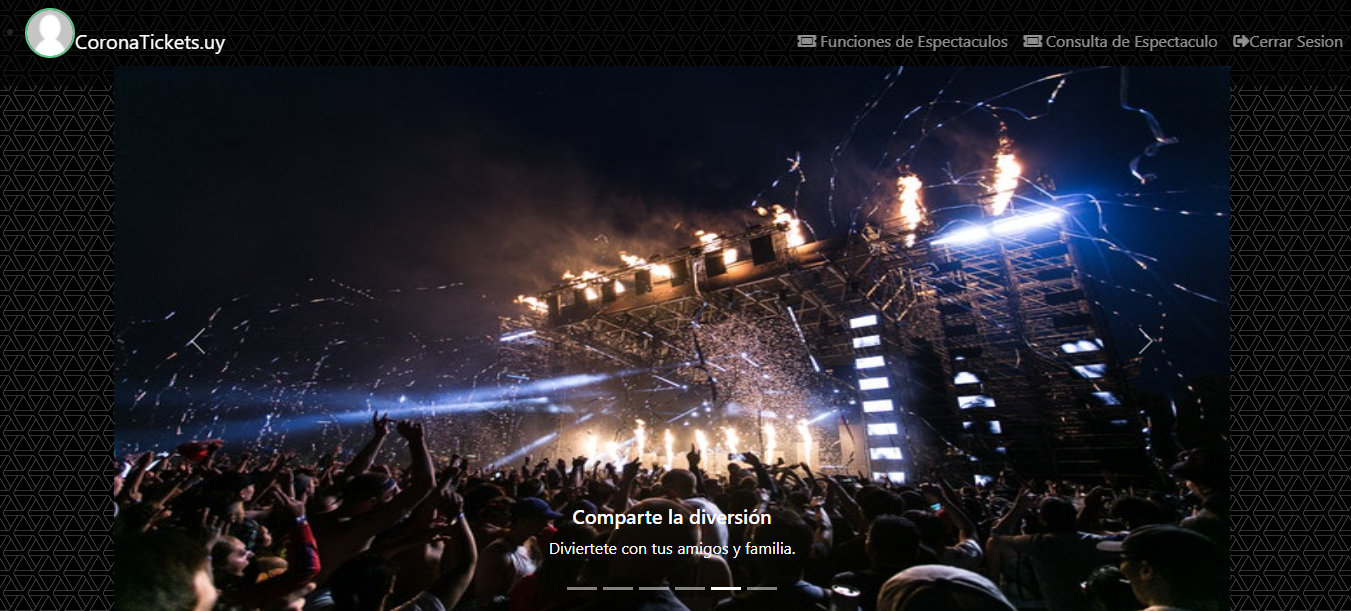 CoronaTickets.uy
Funciones de Espectaculos
Consulta de Espectaculo
Cerrar Sesion
Comparte la diversión
Diviertete con tus amigos y familia.